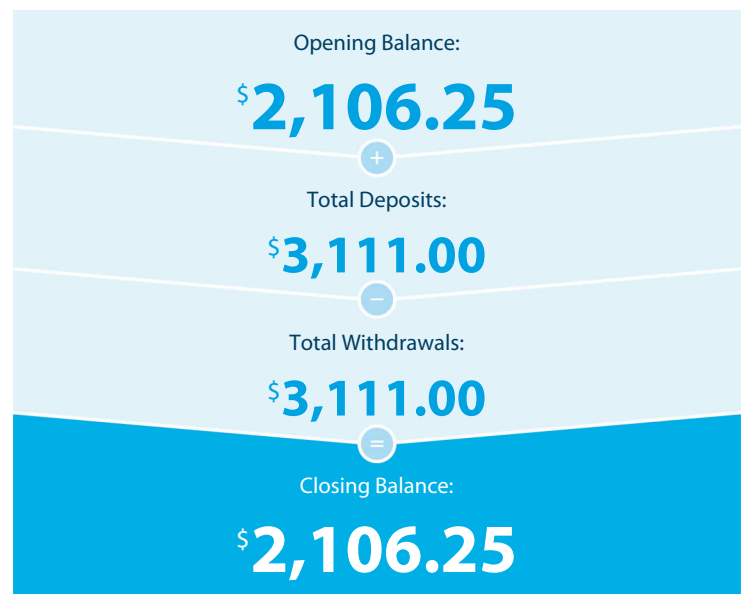 Opening Balance:
$2,106.25
+
Total Deposits:
$3,111.00
−
Total Withdrawals:
$3,111.00
=
Closing Balance:
$2,106.25